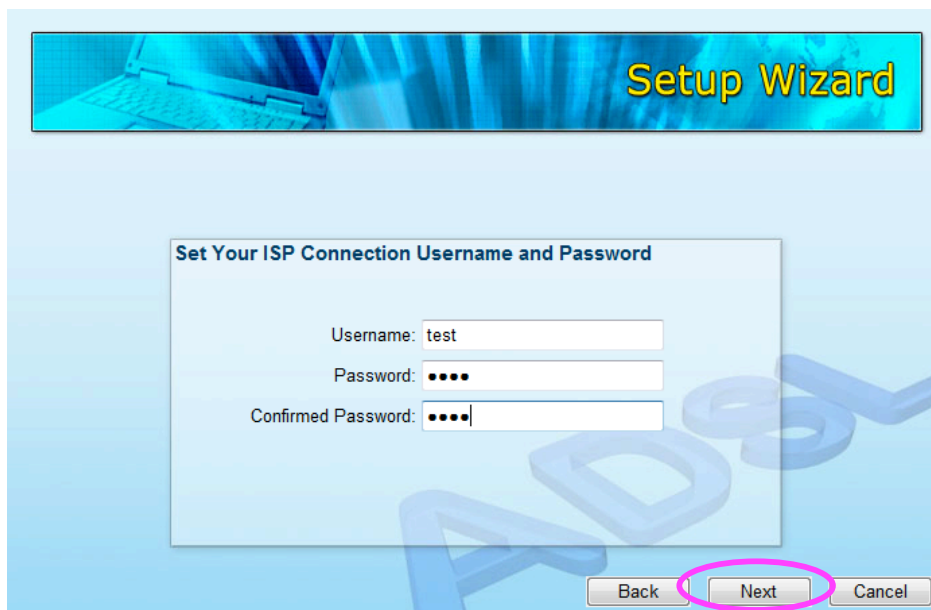 Setup Wizard
Set Your ISP Connection Username and Password
Username: test
Password: ●●●●
Confirmed Password: ●●●●
ADSL
Back Next Cancel